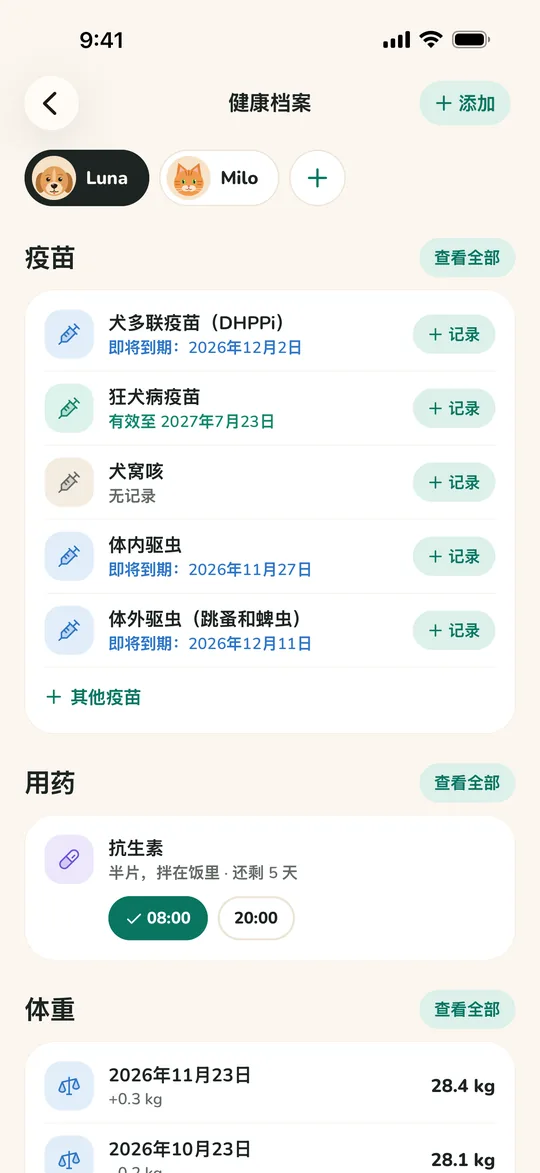 9:41
健康档案
+ 添加
Luna
Milo
+
疫苗
查看全部
犬多联疫苗（DHPPi）
即将到期：2026年12月2日
+ 记录
狂犬病疫苗
有效至 2027年7月23日
+ 记录
犬窝咳
无记录
+ 记录
体内驱虫
即将到期：2026年11月27日
+ 记录
体外驱虫（跳蚤和蜱虫）
即将到期：2026年12月11日
+ 记录
+ 其他疫苗
用药
查看全部
抗生素
半片，拌在饭里 · 还剩 5 天
08:00
20:00
体重
查看全部
2026年11月23日
+0.3 kg
28.4 kg
2026年10月23日
28.1 kg